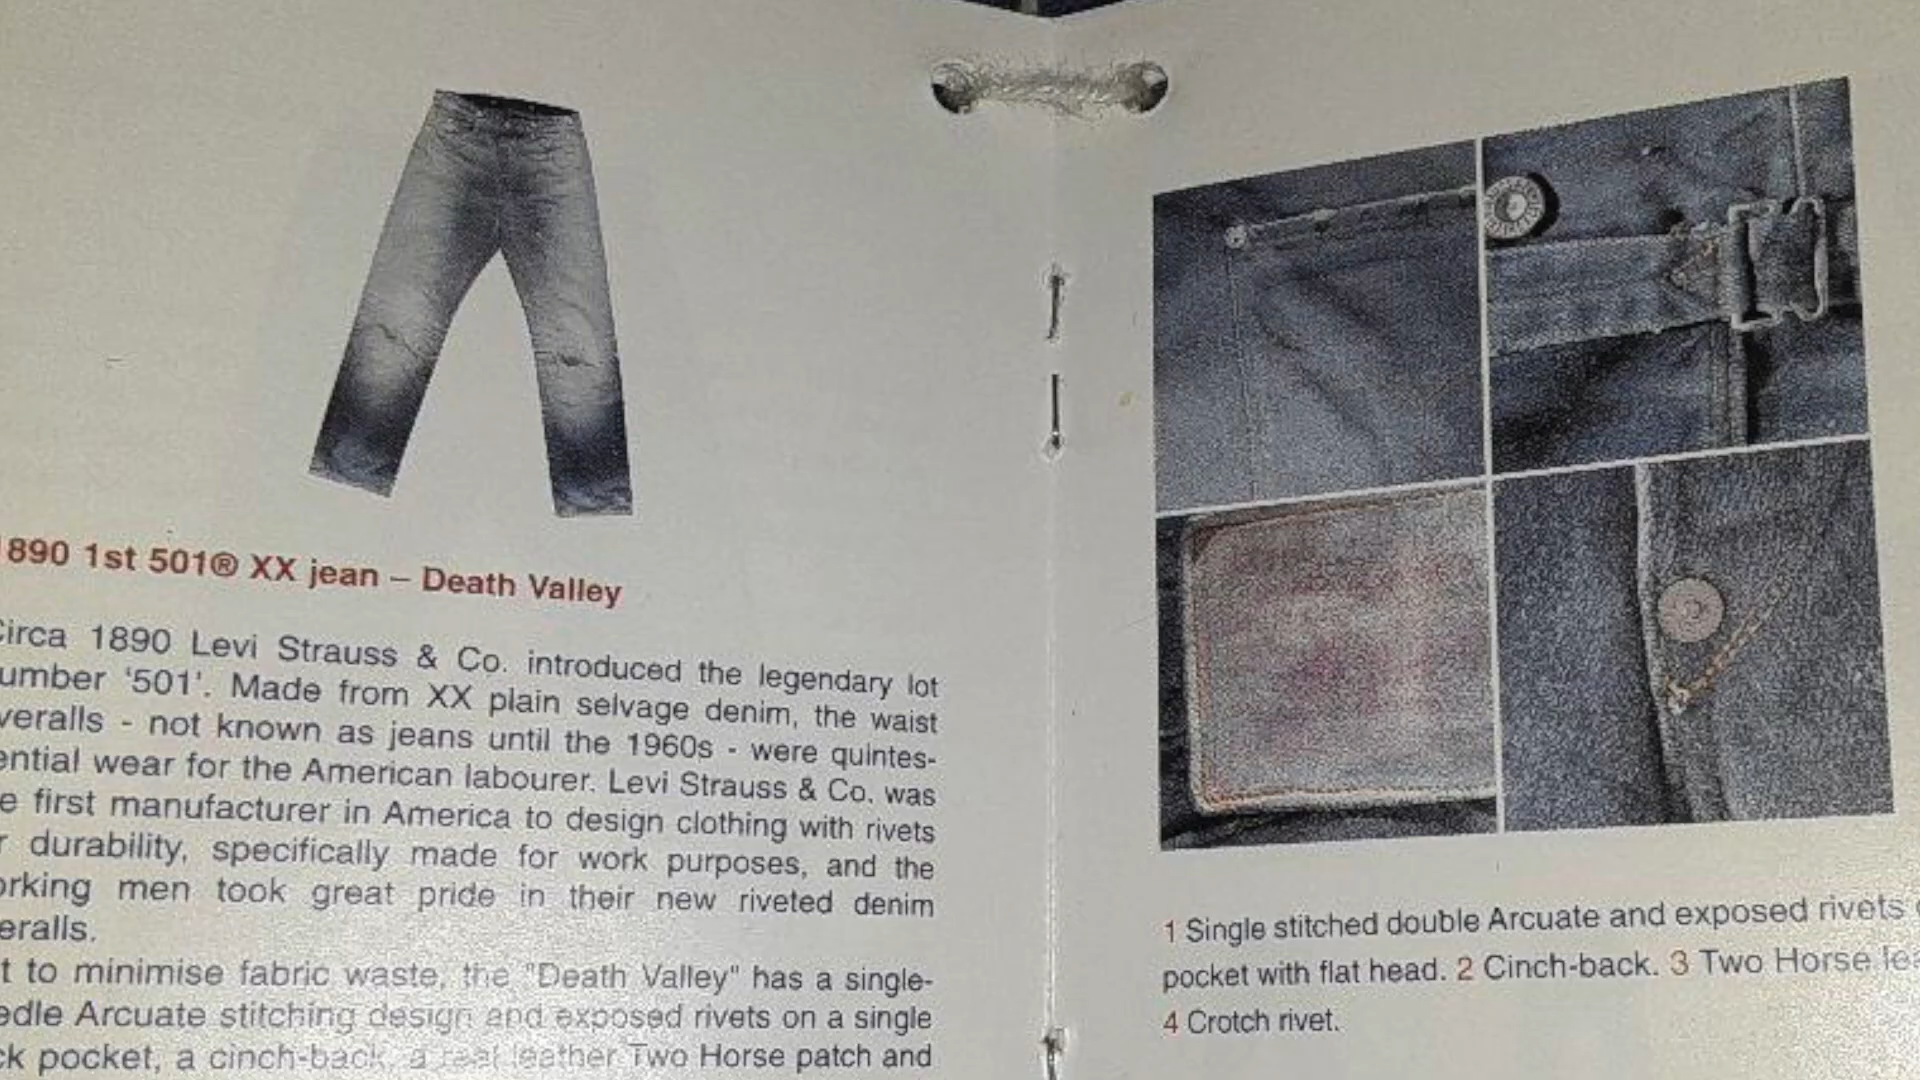 890 1st 501® XX jean – Death Valley
Circa 1890 Levi Strauss & Co. introduced the legendary lot
umber '501'. Made from XX plain selvage denim, the waist
veralls - not known as jeans until the 1960s - were quintes-
ential wear for the American labourer. Levi Strauss & Co. was
e first manufacturer in America to design clothing with rivets
r durability, specifically made for work purposes, and the
orking men took great pride in their new riveted denim
eralls.
t to minimise fabric waste, the "Death Valley" has a single-
edle Arcuate stitching design and exposed rivets on a single
ck pocket, a cinch-back, a real leather Two Horse patch and
1 Single stitched double Arcuate and exposed rivets
pocket with flat head. 2 Cinch-back. 3 Two Horse lea
4 Crotch rivet.